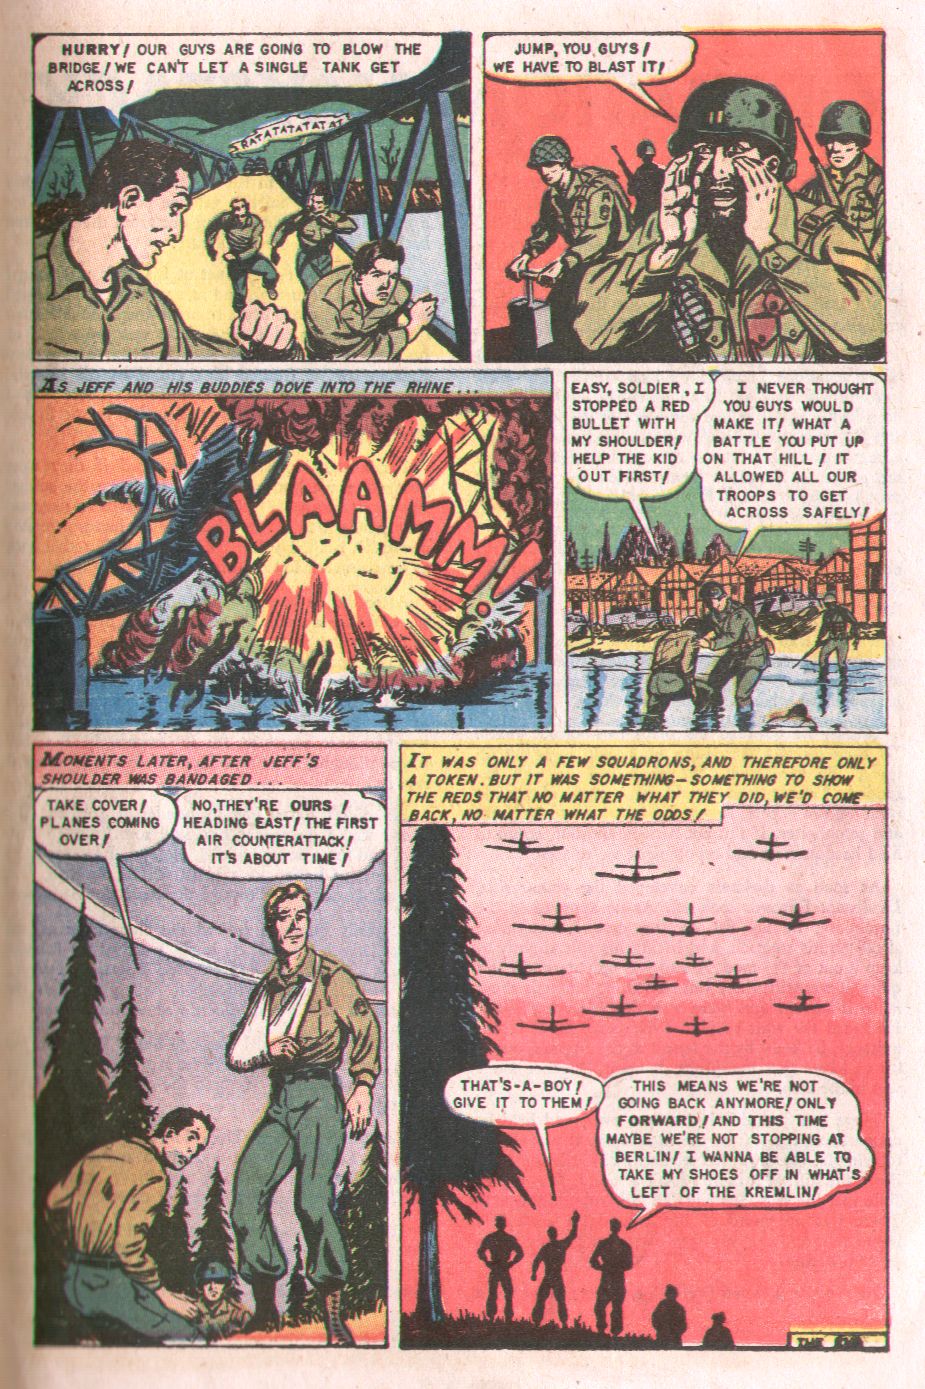 HURRY! OUR GUYS ARE GOING TO BLOW THE
BRIDGE! WE CAN'T LET A SINGLE TANK GET
ACROSS!
RATATATATATAT
JUMP, YOU GUYS!
WE HAVE TO BLAST IT!
AS JEFF AND HIS BUDDIES DOVE INTO THE RHINE...
BLAAAMMM!
EASY, SOLDIER, I
STOPPED A RED
BULLET WITH
MY SHOULDER!
HELP THE KID
OUT FIRST!
I NEVER THOUGHT
YOU GUYS WOULD
MAKE IT! WHAT A
BATTLE YOU PUT UP
ON THAT HILL! IT
ALLOWED ALL OUR
TROOPS TO GET
ACROSS SAFELY!
MOMENTS LATER, AFTER JEFF'S
SHOULDER WAS BANDAGED...
TAKE COVER!
PLANES COMING
OVER!
NO, THEY'RE OURS!
HEADING EAST! THE FIRST
AIR COUNTERATTACK!
IT'S ABOUT TIME!
IT WAS ONLY A FEW SQUADRONS, AND THEREFORE ONLY
A TOKEN. BUT IT WAS SOMETHING—SOMETHING TO SHOW
THE REDS THAT NO MATTER WHAT THEY DID, WE'D COME
BACK, NO MATTER WHAT THE ODDS!
THAT'S-A-BOY!
GIVE IT TO THEM!
THIS MEANS WE'RE NOT
GOING BACK ANYMORE! ONLY
FORWARD! AND THIS TIME
MAYBE WE'RE NOT STOPPING AT
BERLIN! I WANNA BE ABLE TO
TAKE MY SHOES OFF IN WHAT'S
LEFT OF THE KREMLIN!
THE